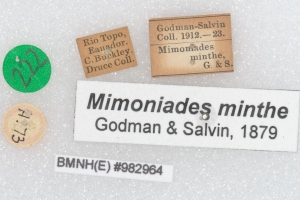 Rio Topo,
Ecuador.
C. Buckley.
Druce Coll.
Godman-Salvin
Coll. 1912.—23.
Mimoniades
minthe,
G. & S.
H.73
Mimoniades minthe
Godman & Salvin, 1879
BMNH(E) #982964